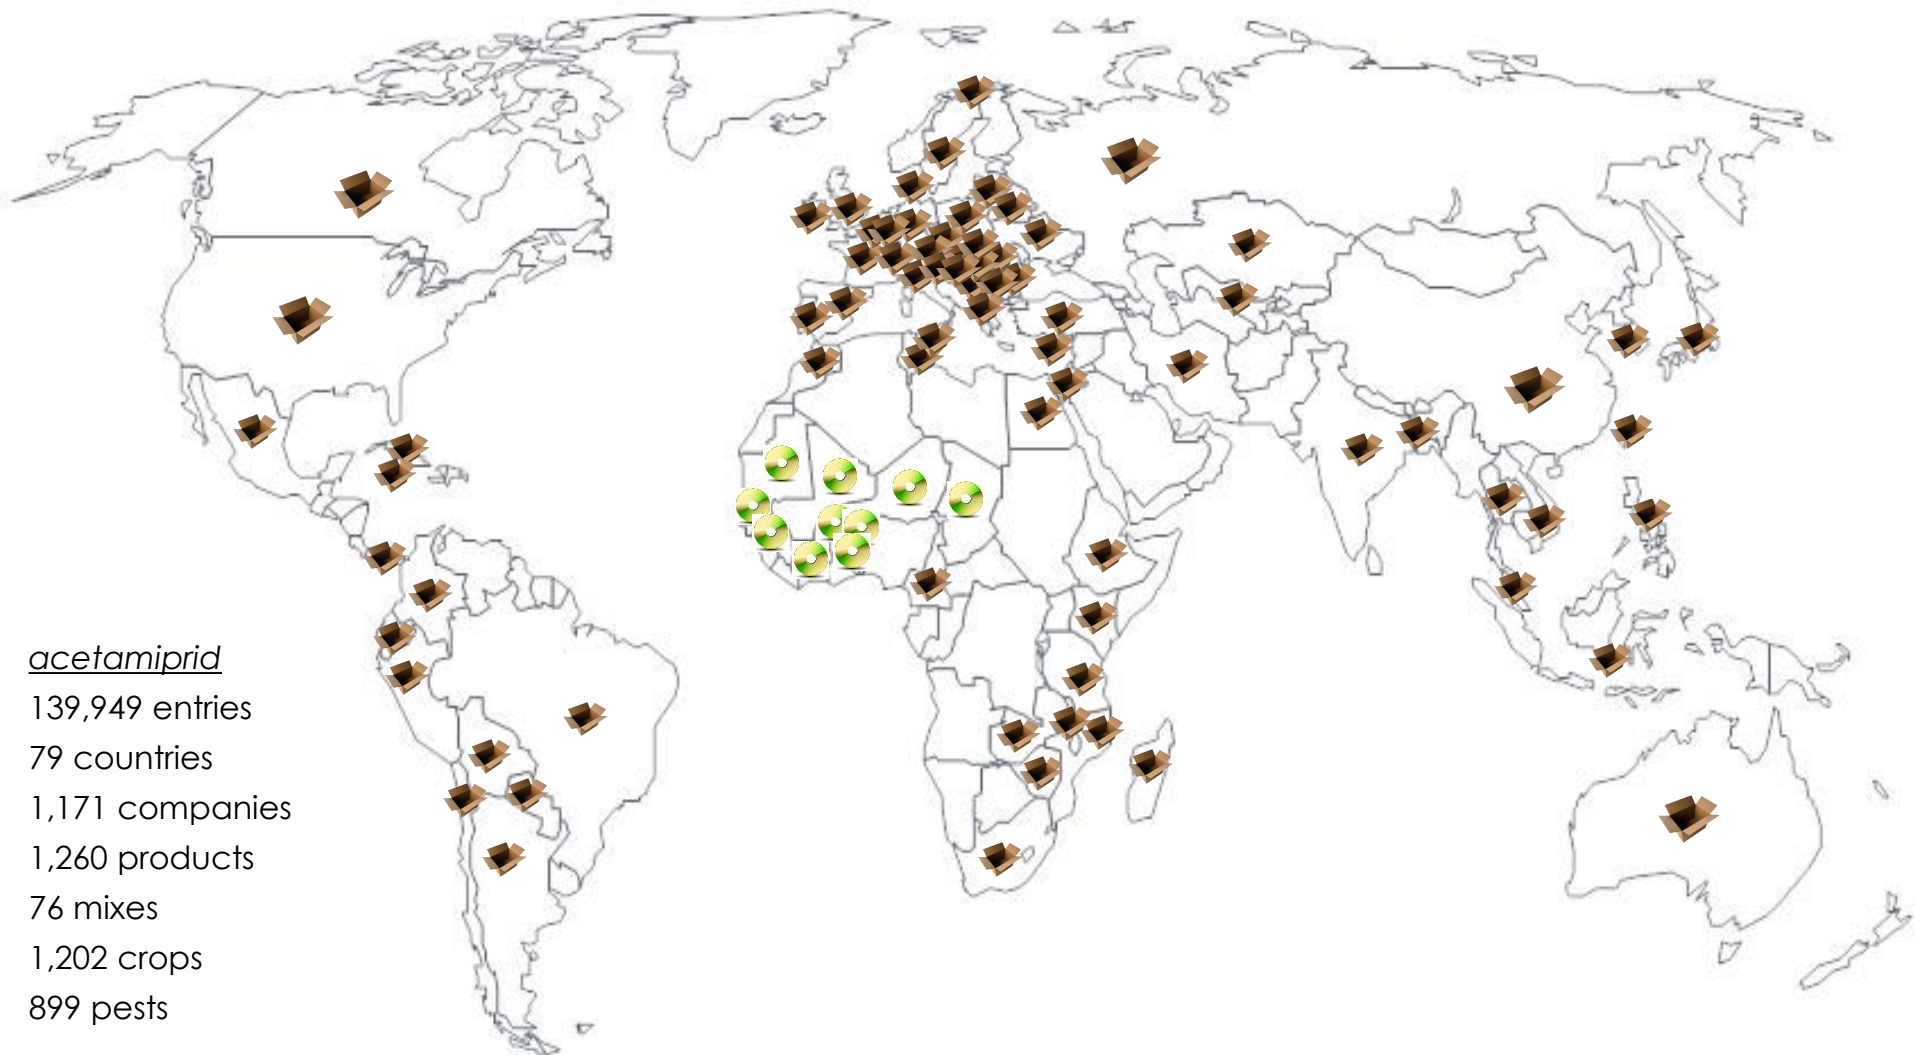 acetamiprid
139,949 entries
79 countries
1,171 companies
1,260 products
76 mixes
1,202 crops
899 pests